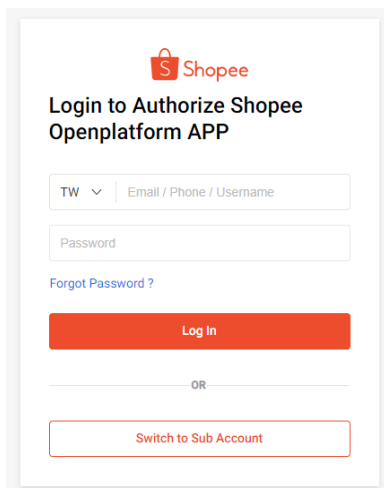 Shopee
Login to Authorize Shopee
Openplatform APP
TW Email / Phone / Username
Password
Forgot Password ?
Log In
OR
Switch to Sub Account